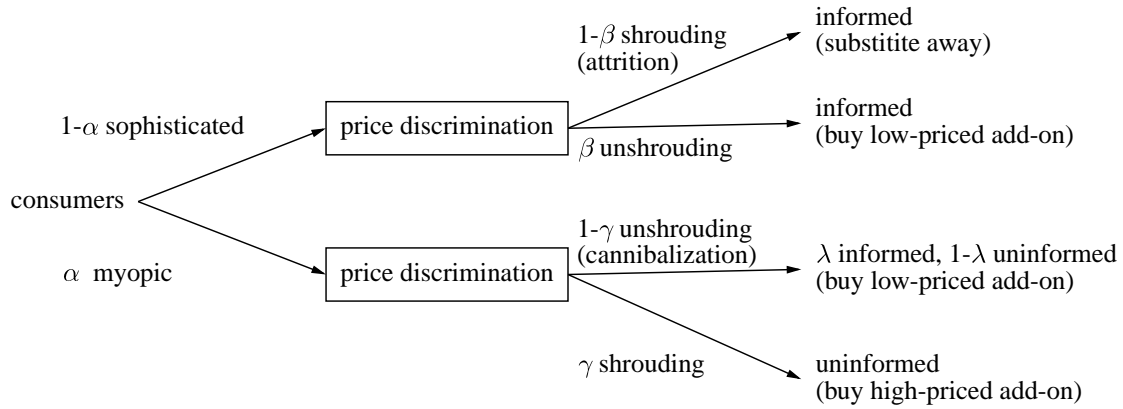 1-β shrouding
(attrition)
informed
(substitite away)
1-α sophisticated
price discrimination
informed
(buy low-priced add-on)
β unshrouding
consumers
1-γ unshrouding
(cannibalization)
α myopic
price discrimination
λ informed, 1-λ uninformed
(buy low-priced add-on)
γ shrouding
uninformed
(buy high-priced add-on)